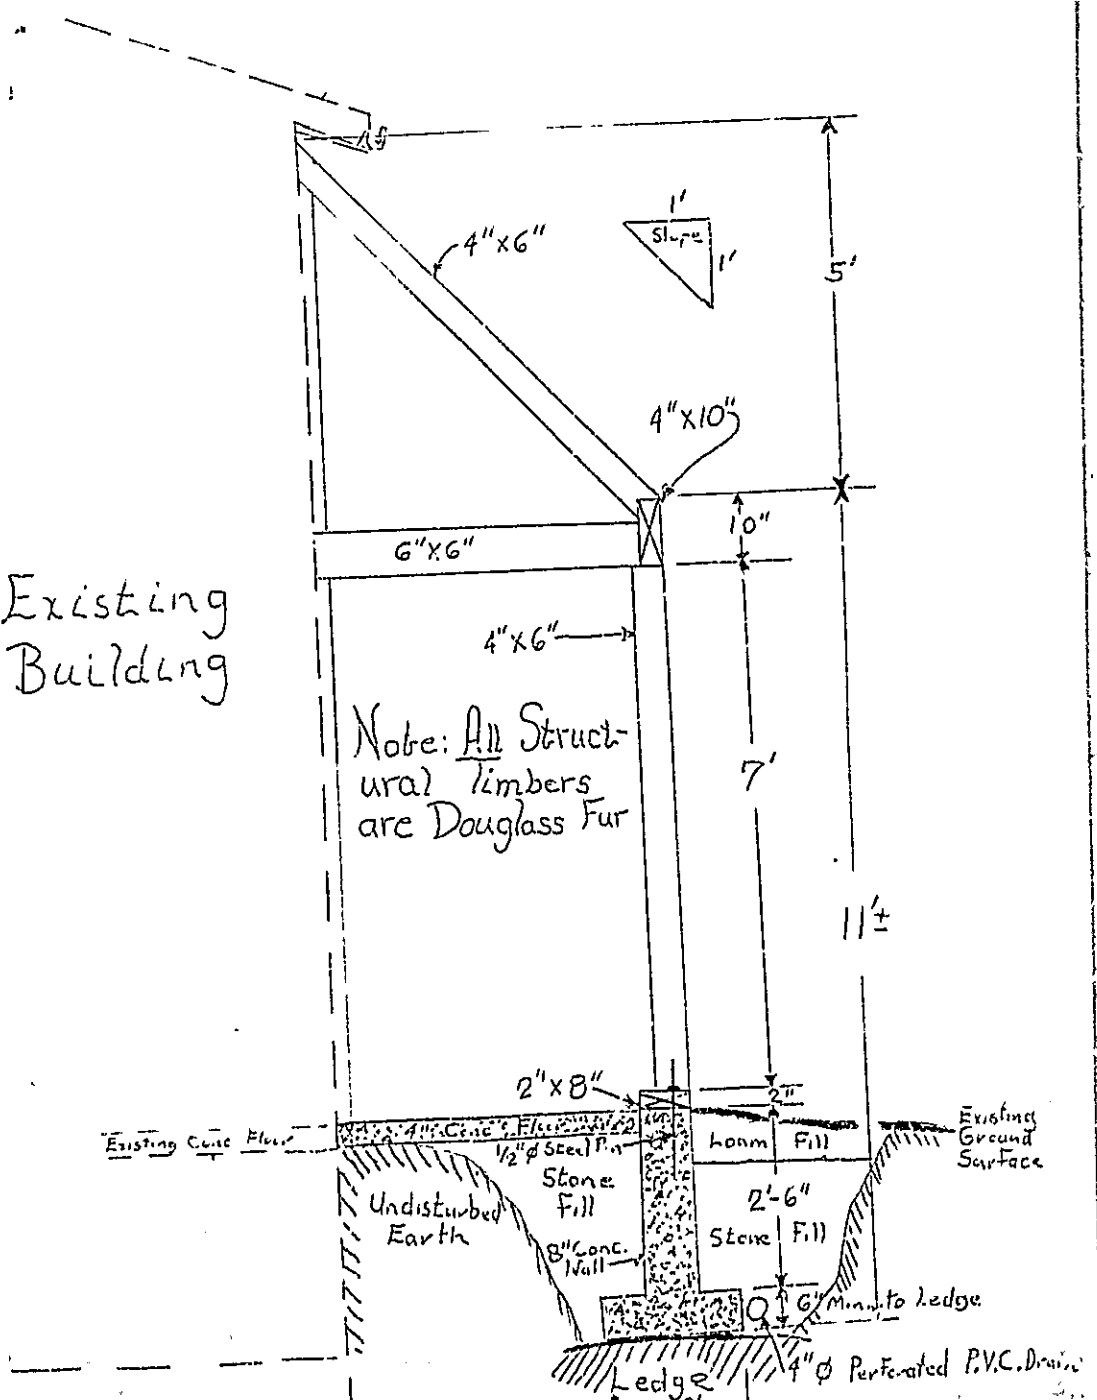 1'
Slope
1'
4"x6"
5'
4"x10"
10"
6"x6"
Existing
Building
4"x6"
Note: All Struct-
ural Timbers
are Douglass Fur
7'
11'±
2"x8"
2"
Existing Conc Floor
4" Conc. Floor
Loam Fill
Existing
Ground
Surface
1/2"ø Steel Pin
Stone
Fill
Undisturbed
Earth
2'-6"
Stone Fill
8" Conc.
Wall
6" Min. to Ledge
4"ø Perforated P.V.C. Drain
Ledge